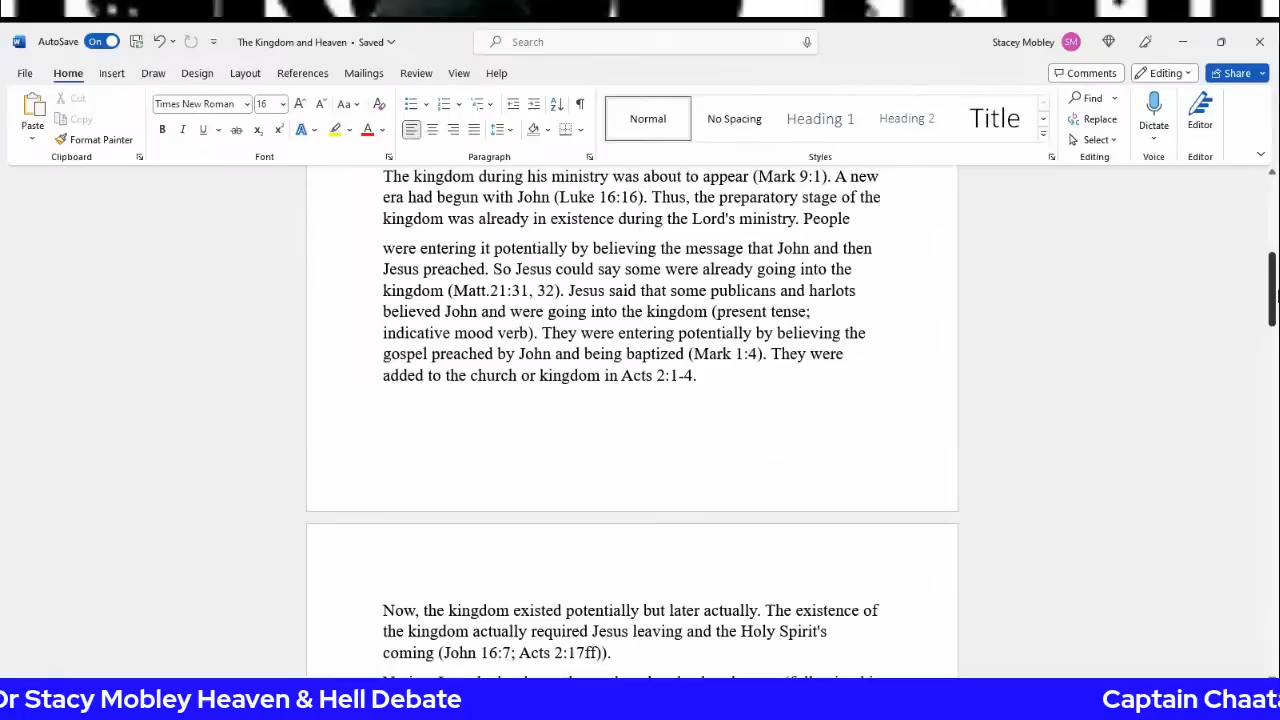 AutoSave On The Kingdom and Heaven • Saved Search Stacey Mobley SM
File Home Insert Draw Design Layout References Mailings Review View Help Comments Editing Share
Paste Cut Copy Format Painter Clipboard
Times New Roman 16 Font
Paragraph
Normal No Spacing Heading 1 Heading 2 Title Styles
Find Replace Select Editing
Dictate Voice
Editor Editor
The kingdom during his ministry was about to appear (Mark 9:1). A new
era had begun with John (Luke 16:16). Thus, the preparatory stage of the
kingdom was already in existence during the Lord's ministry. People
were entering it potentially by believing the message that John and then
Jesus preached. So Jesus could say some were already going into the
kingdom (Matt.21:31, 32). Jesus said that some publicans and harlots
believed John and were going into the kingdom (present tense;
indicative mood verb). They were entering potentially by believing the
gospel preached by John and being baptized (Mark 1:4). They were
added to the church or kingdom in Acts 2:1-4.
Now, the kingdom existed potentially but later actually. The existence of
the kingdom actually required Jesus leaving and the Holy Spirit's
coming (John 16:7; Acts 2:17ff)).
Dr Stacy Mobley Heaven & Hell Debate Captain Chaata